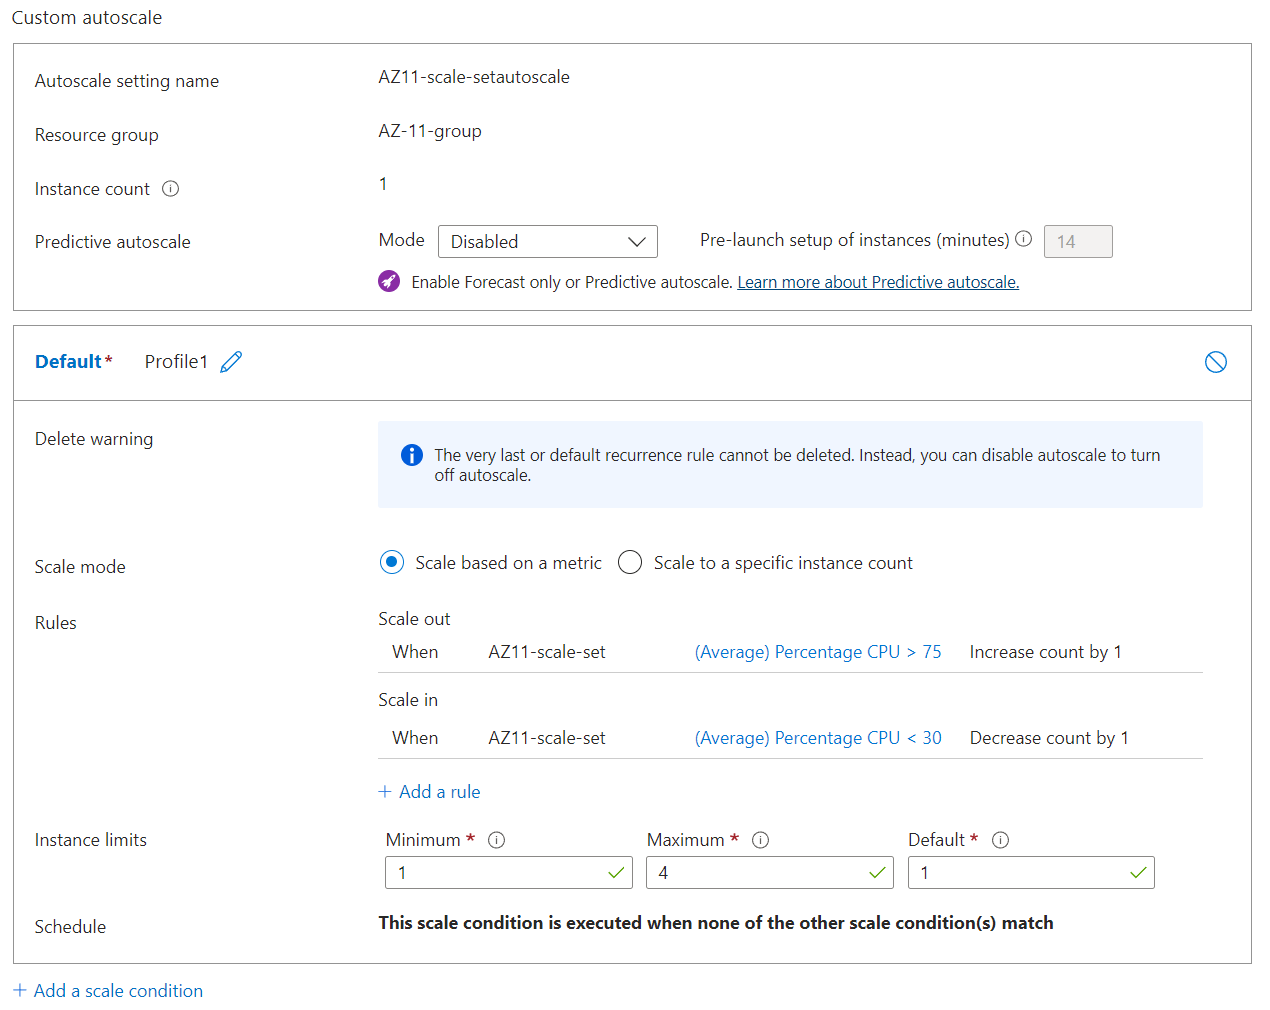 Custom autoscale
Autoscale setting name AZ11-scale-setautoscale
Resource group AZ-11-group
Instance count 1
Predictive autoscale Mode Disabled Pre-launch setup of instances (minutes) 14
Enable Forecast only or Predictive autoscale. Learn more about Predictive autoscale.
Default* Profile1
Delete warning
The very last or default recurrence rule cannot be deleted. Instead, you can disable autoscale to turn
off autoscale.
Scale mode Scale based on a metric Scale to a specific instance count
Rules Scale out
When AZ11-scale-set (Average) Percentage CPU > 75 Increase count by 1
Scale in
When AZ11-scale-set (Average) Percentage CPU < 30 Decrease count by 1
+ Add a rule
Instance limits Minimum * Maximum * Default *
1 4 1
Schedule This scale condition is executed when none of the other scale condition(s) match
+ Add a scale condition